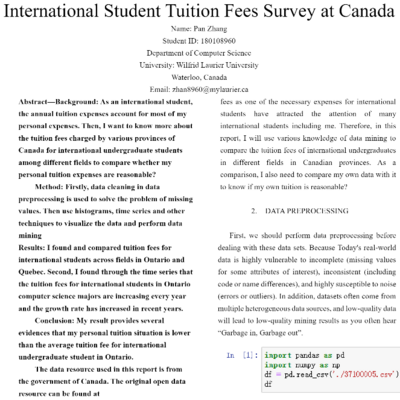 International Student Tuition Fees Survey at Canada
Name: Pan Zhang
Student ID: 180108960
Department of Computer Science
University: Wilfrid Laurier University
Waterloo, Canada
Email: zhan8960@mylaurier.ca
Abstract—Background: As an international student,
the annual tuition expenses account for most of my
personal expenses. Then, I want to know more about
the tuition fees charged by various provinces of
Canada for international undergraduate students
among different fields to compare whether my
personal tuition expenses are reasonable?
Method: Firstly, data cleaning in data
preprocessing is used to solve the problem of missing
values. Then use histograms, time series and other
techniques to visualize the data and perform data
mining
Results: I found and compared tuition fees for
international students across fields in Ontario and
Quebec. Second, I found through the time series that
the tuition fees for international students in Ontario
computer science majors are increasing every year
and the growth rate has increased in recent years.
Conclusion: My result provides several
evidences that my personal tuition situation is lower
than the average tuition fee for international
undergraduate student in Ontario.
The data resource used in this report is from
the government of Canada. The original open data
resource can be found at
fees as one of the necessary expenses for international
students have attracted the attention of many
international students including me. Therefore, in this
report, I will use various knowledge of data mining to
compare the tuition fees of international undergraduates
in different fields in Canadian provinces. As a
comparison, I also need to compare my own data with it
to know if my own tuition is reasonable?
2. DATA PREPROCESSING
First, we should perform data preprocessing before
dealing with these data sets. Because Today's real-world
data is highly vulnerable to incomplete (missing values
for some attributes of interest), inconsistent (including
code or name differences), and highly susceptible to noise
(errors or outliers). In addition, datasets often come from
multiple heterogeneous data sources, and low-quality data
will lead to low-quality mining results as you often hear
“Garbage in, Garbage out”.
In [1]: import pandas as pd
import numpy as np
df = pd.read_csv('./37100005.csv')
df